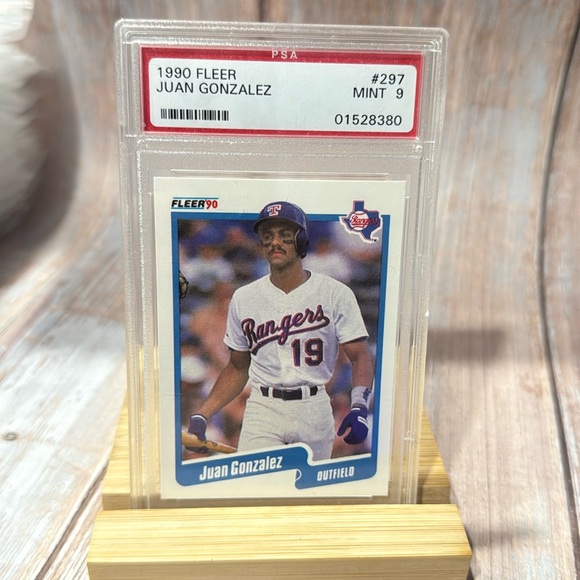 PSA
1990 FLEER #297
JUAN GONZALEZ MINT 9
01528380
FLEER'90
T
Rangers
Rangers
19
Juan Gonzalez
OUTFIELD